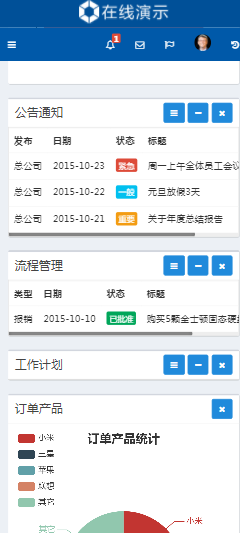 在线演示
1
公告通知
发布 日期 状态 标题
总公司 2015-10-23 紧急 周一上午全体员工会议
总公司 2015-10-22 一般 元旦放假3天
总公司 2015-10-21 重要 关于年度总结报告
流程管理
类型 日期 状态 标题
报销 2015-10-10 已批准 购买5颗全士顿固态硬
工作计划
订单产品
订单产品统计
小米
三星
苹果
联想
其它
其它
小米